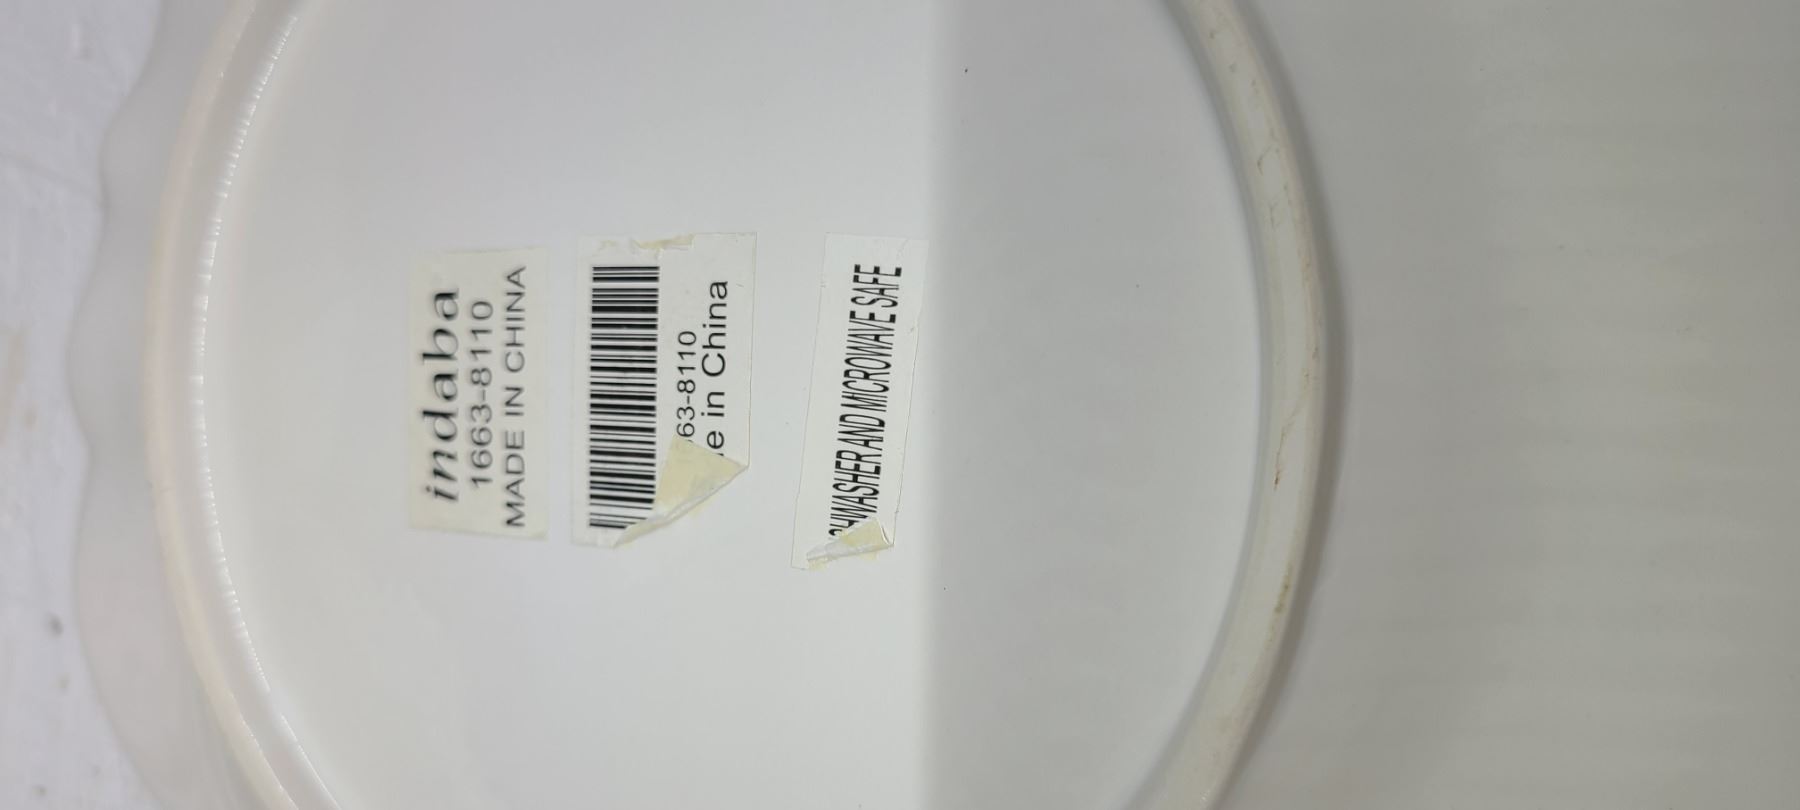 indaba
1663-8110
MADE IN CHINA
63-8110
e in China
HWASHER AND MICROWAVE SAFE